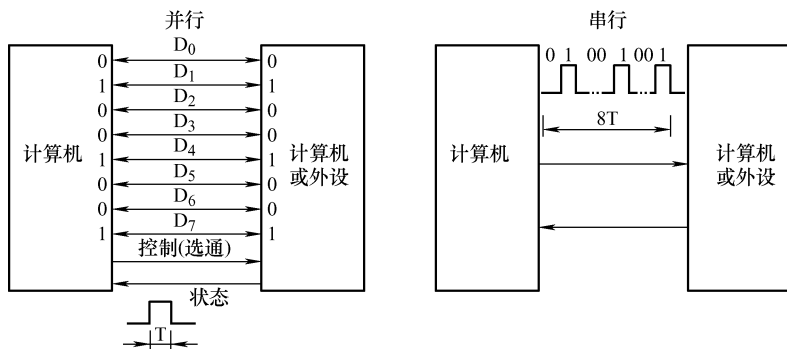 并行
计算机
0 D0 0
1 D1 1
0 D2 0
0 D3 0
1 D4 1
0 D5 0
0 D6 0
1 D7 1
控制(选通)
状态
计算机
或外设
T
串行
0 1 00 1 00 1
8T
计算机
计算机
或外设